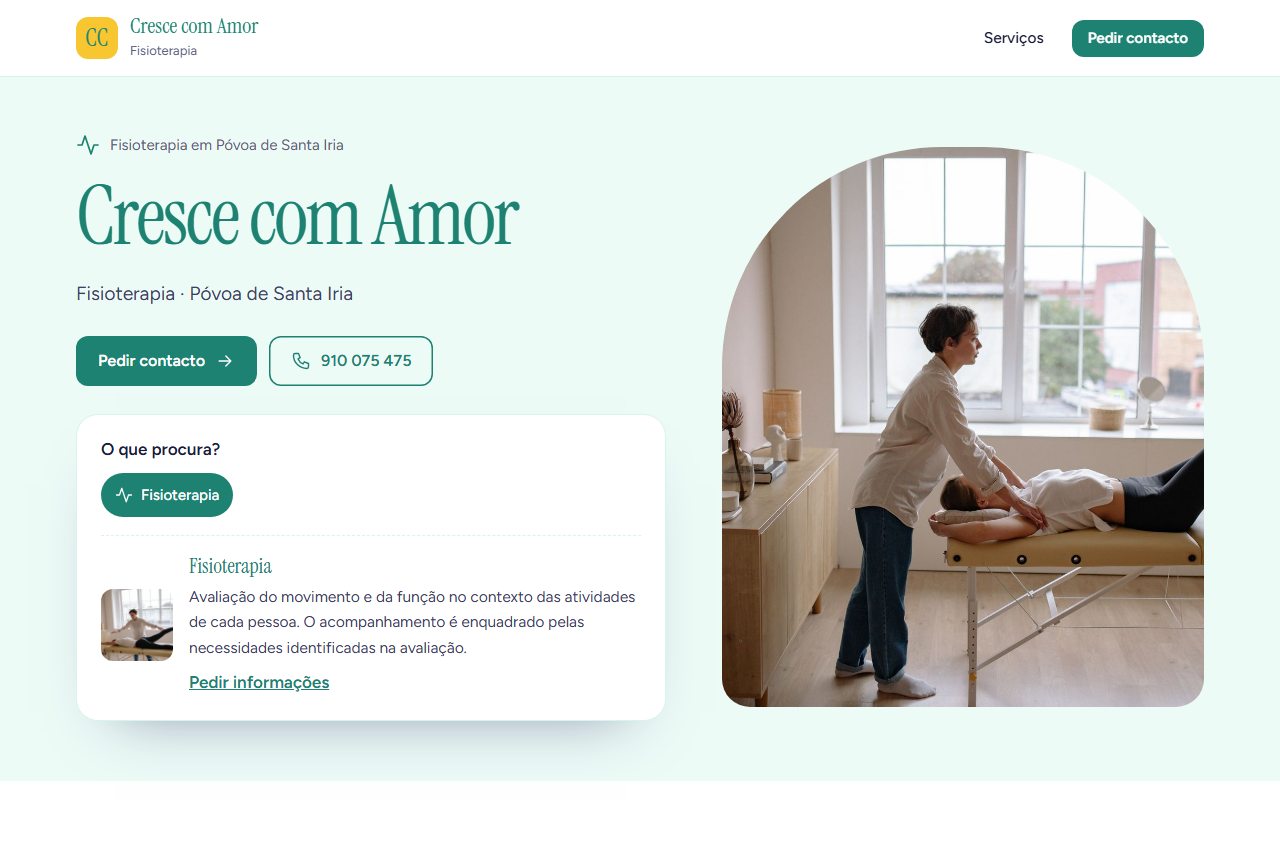 CC
Cresce com Amor
Fisioterapia
Serviços
Pedir contacto
Fisioterapia em Póvoa de Santa Iria
Cresce com Amor
Fisioterapia · Póvoa de Santa Iria
Pedir contacto
910 075 475
O que procura?
Fisioterapia
Fisioterapia
Avaliação do movimento e da função no contexto das atividades
de cada pessoa. O acompanhamento é enquadrado pelas
necessidades identificadas na avaliação.
Pedir informações